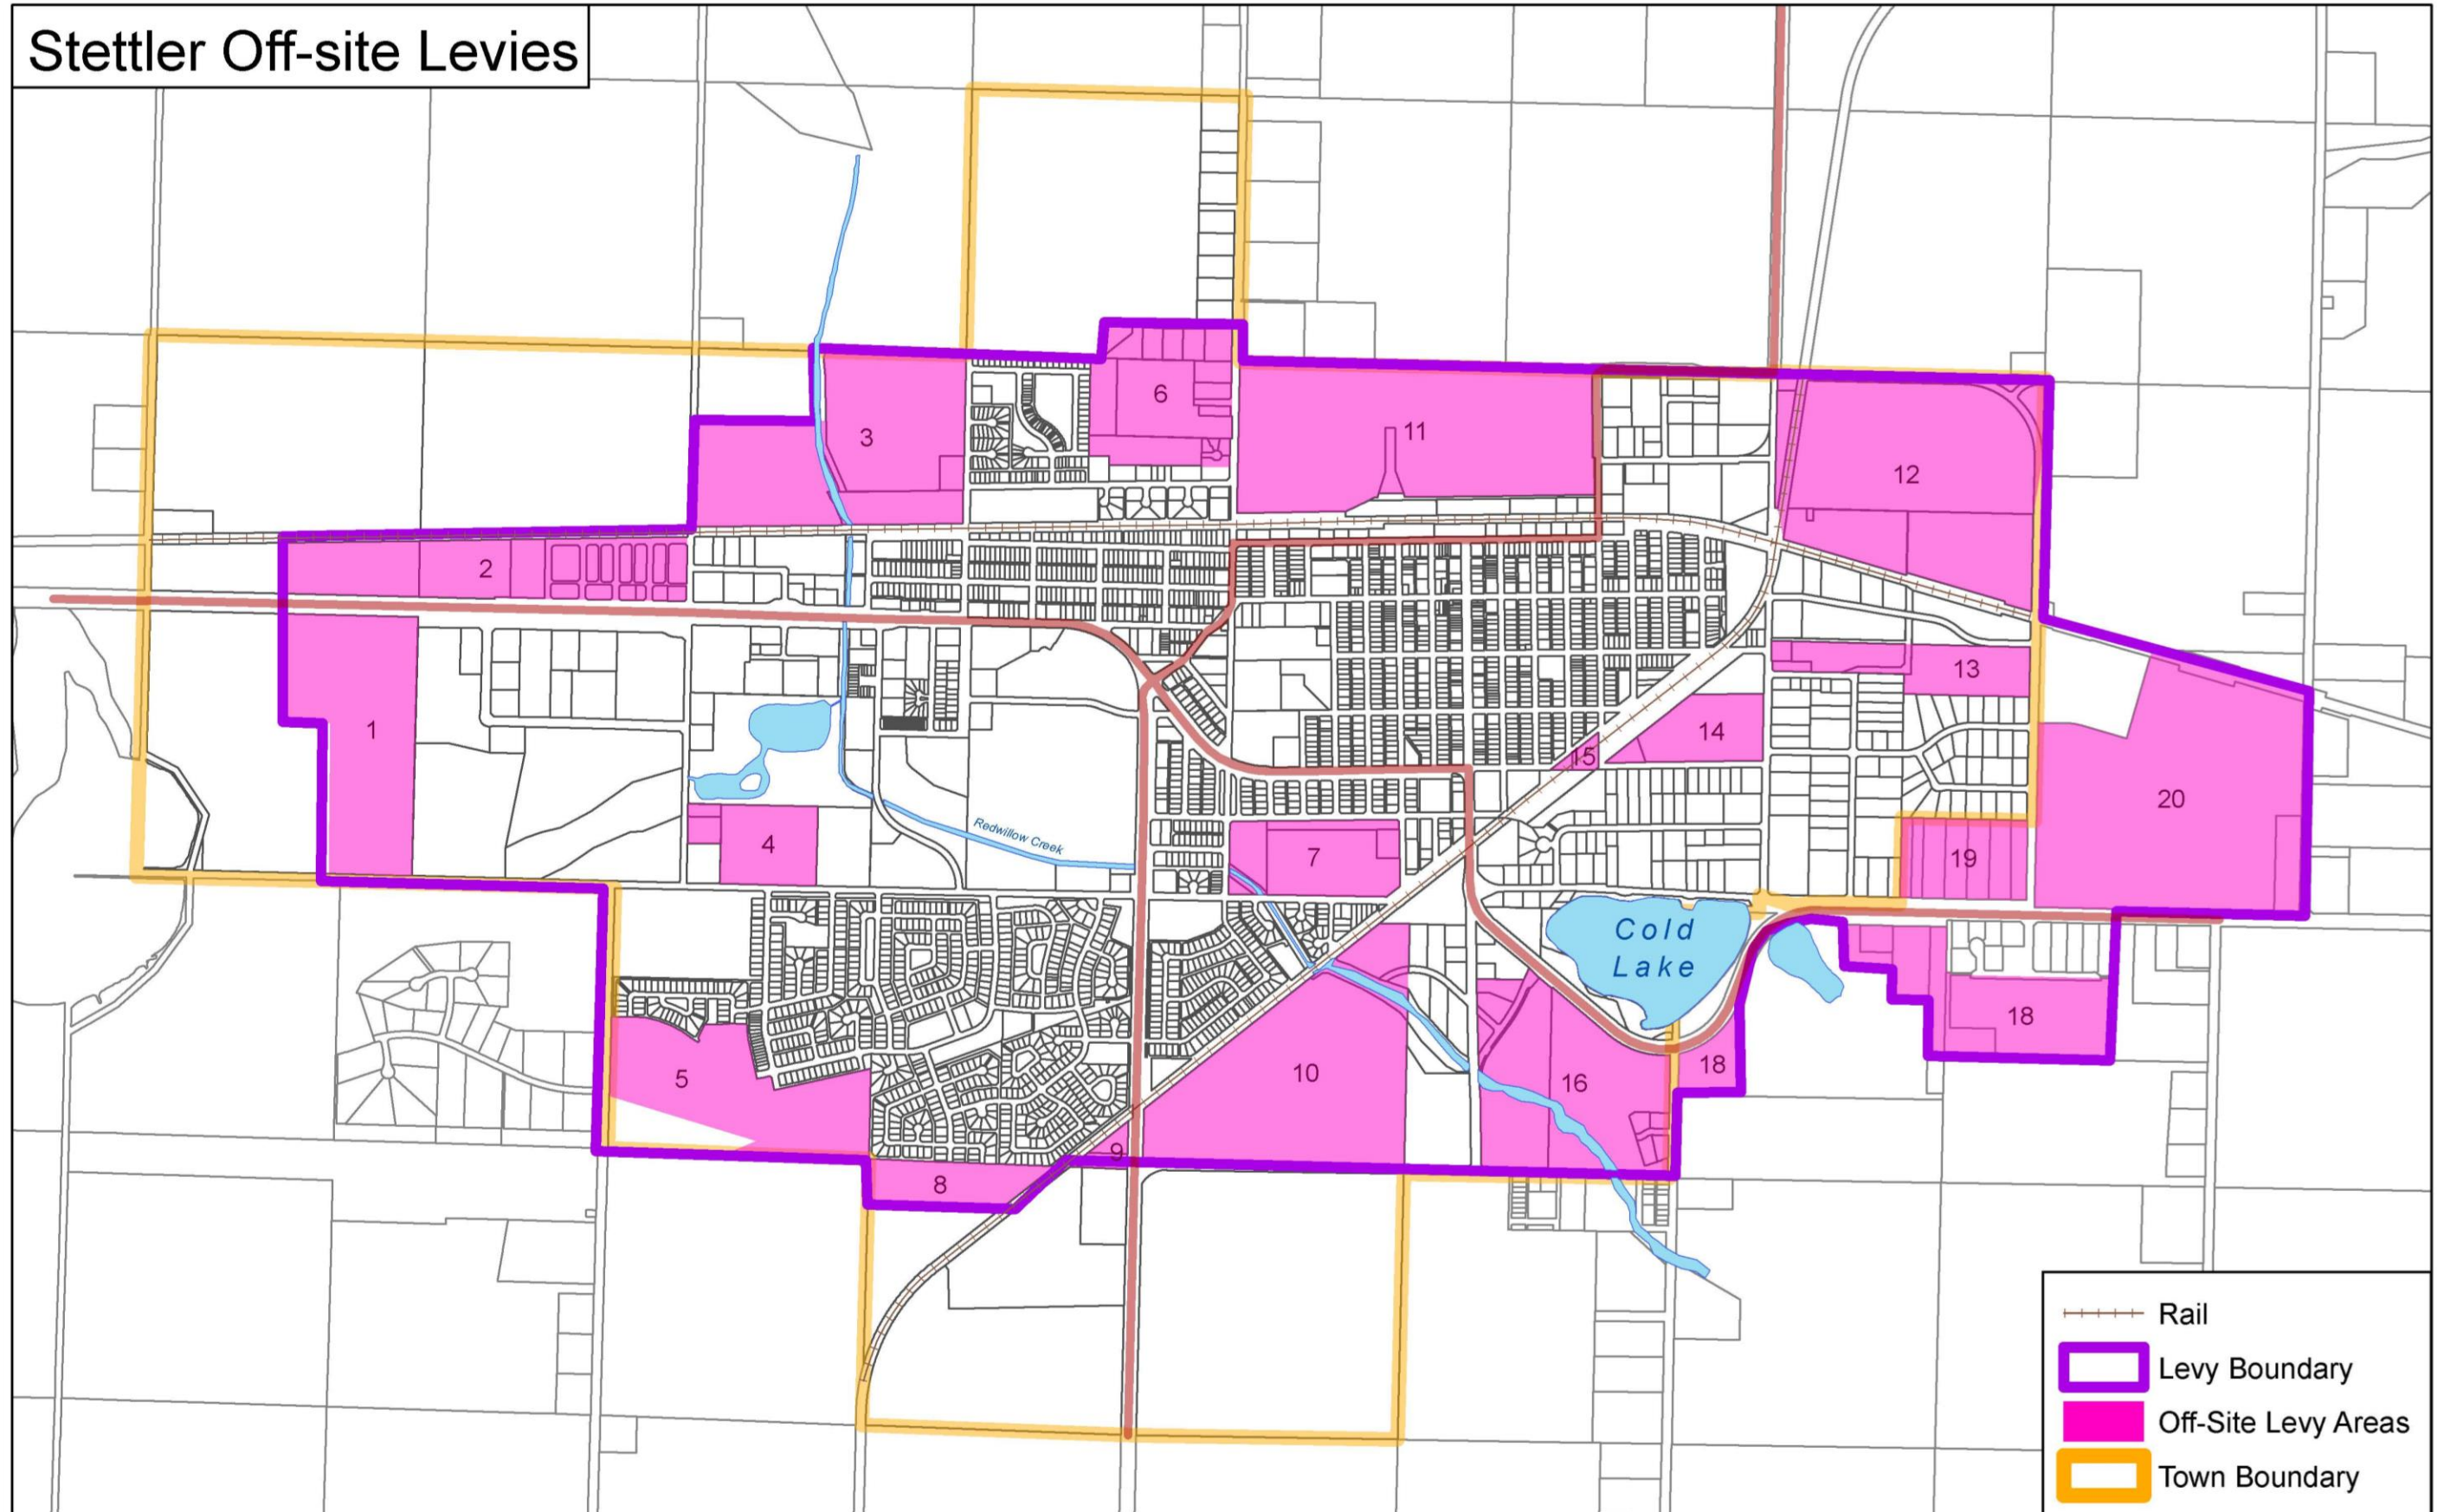 Stettler Off-site Levies
3
6
11
12
2
13
1
14
15
20
4
7
19
Redwillow Creek
Cold
Lake
18
5
10
16
18
9
8
Rail
Levy Boundary
Off-Site Levy Areas
Town Boundary